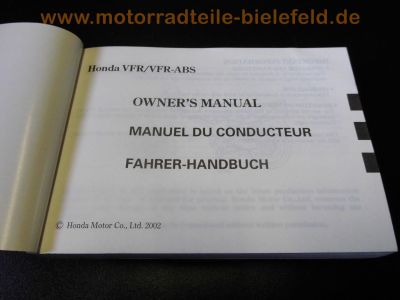 www.motorradteile-bielefeld.de
Honda VFR/VFR-ABS
OWNER'S MANUAL
MANUEL DU CONDUCTEUR
FAHRER-HANDBUCH
© Honda Motor Co., Ltd. 2002